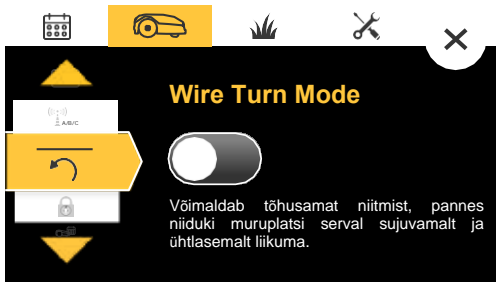 A/B/C
Wire Turn Mode
Võimaldab tõhusamat niitmist, pannes
niiduki muruplatsi serval sujuvamalt ja
ühtlasemalt liikuma.